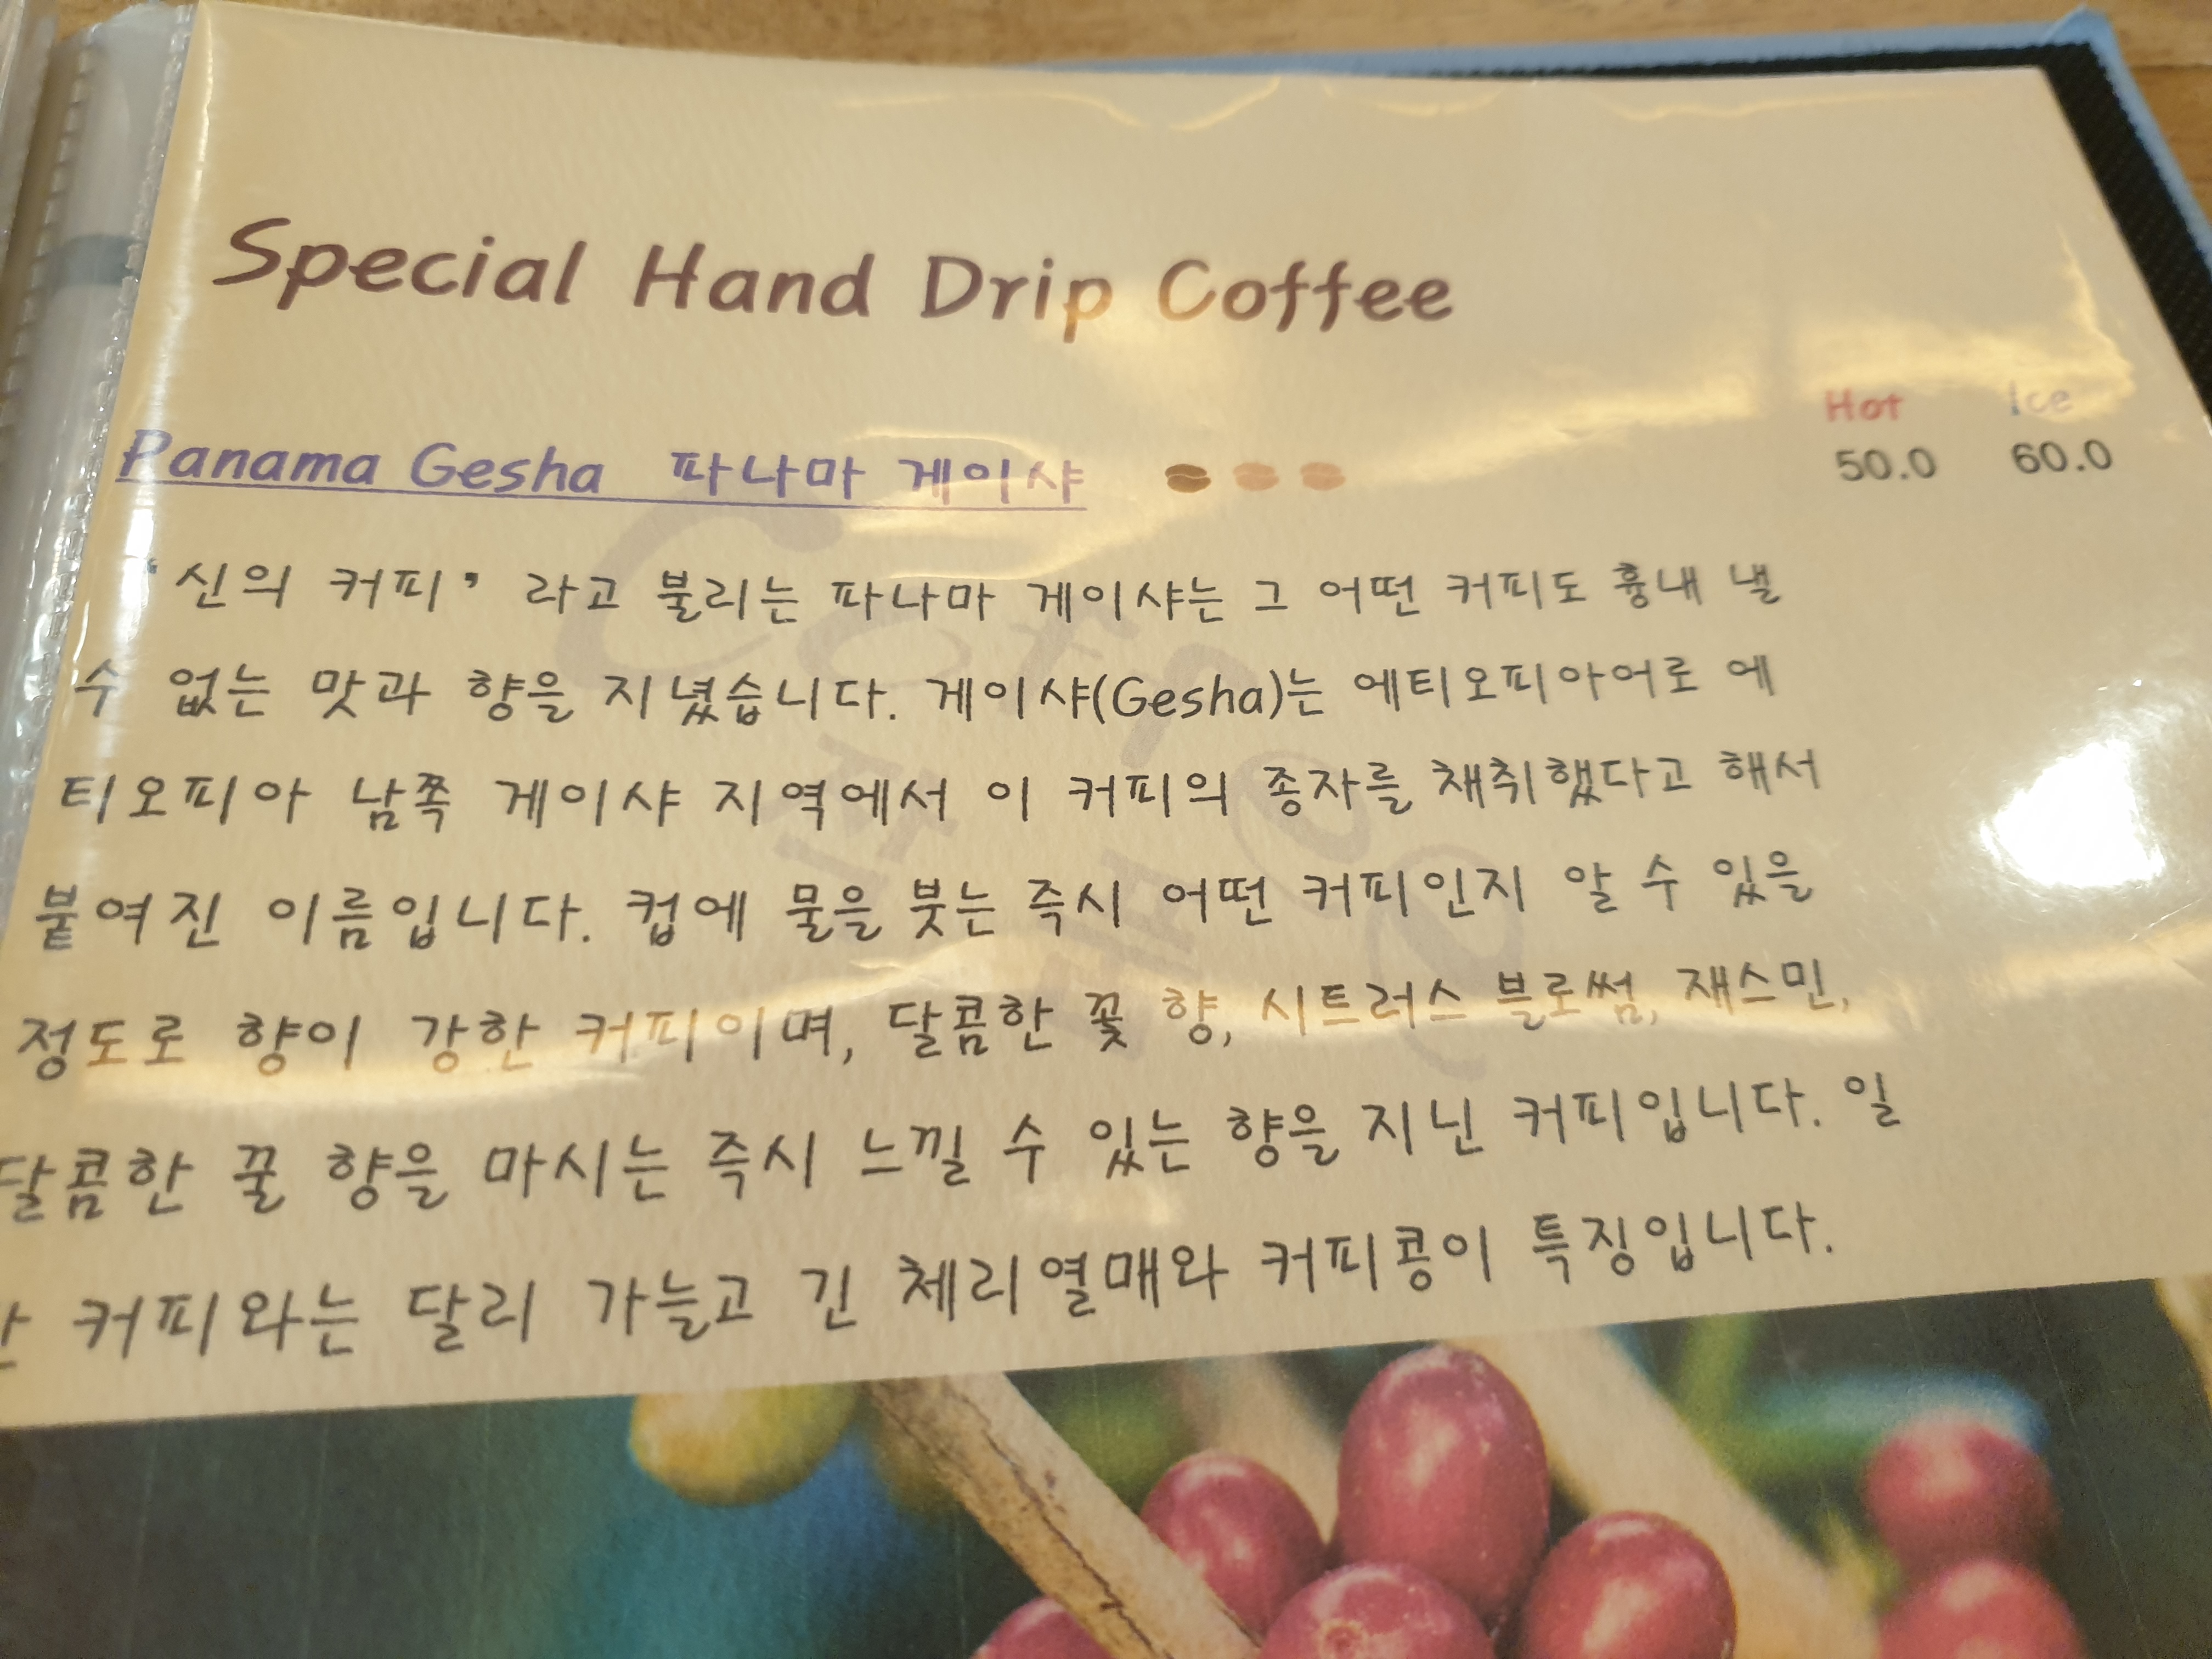 Special Hand Drip Coffee
Hot Ice
Panama Gesha 파나마 게이샤 50.0 60.0
‘신의 커피’ 라고 불리는 파나마 게이샤는 그 어떤 커피도 흉내 낼
수 없는 맛과 향을 지녔습니다. 게이샤(Gesha)는 에티오피아어로 에
티오피아 남쪽 게이샤 지역에서 이 커피의 종자를 채취했다고 해서
붙여진 이름입니다. 컵에 물을 붓는 즉시 어떤 커피인지 알 수 있을
정도로 향이 강한 커피이며, 달콤한 꽃 향, 시트러스 블로썸, 재스민,
달콤한 꿀 향을 마시는 즉시 느낄 수 있는 향을 지닌 커피입니다. 일
커피와는 달리 가늘고 긴 체리열매와 커피콩이 특징입니다.